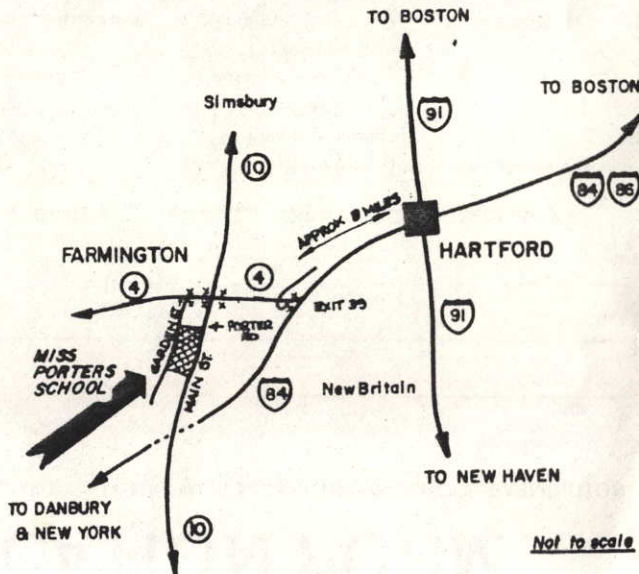 TO BOSTON
TO BOSTON
Simsbury
91
10
84 86
APPROX 8 MILES
HARTFORD
FARMINGTON
4
4
EXIT 39
GARDEN ST.
PORTER
RD
MAIN ST.
91
MISS
PORTERS
SCHOOL
84
New Britain
TO NEW HAVEN
TO DANBURY
& NEW YORK
10
Not to scale